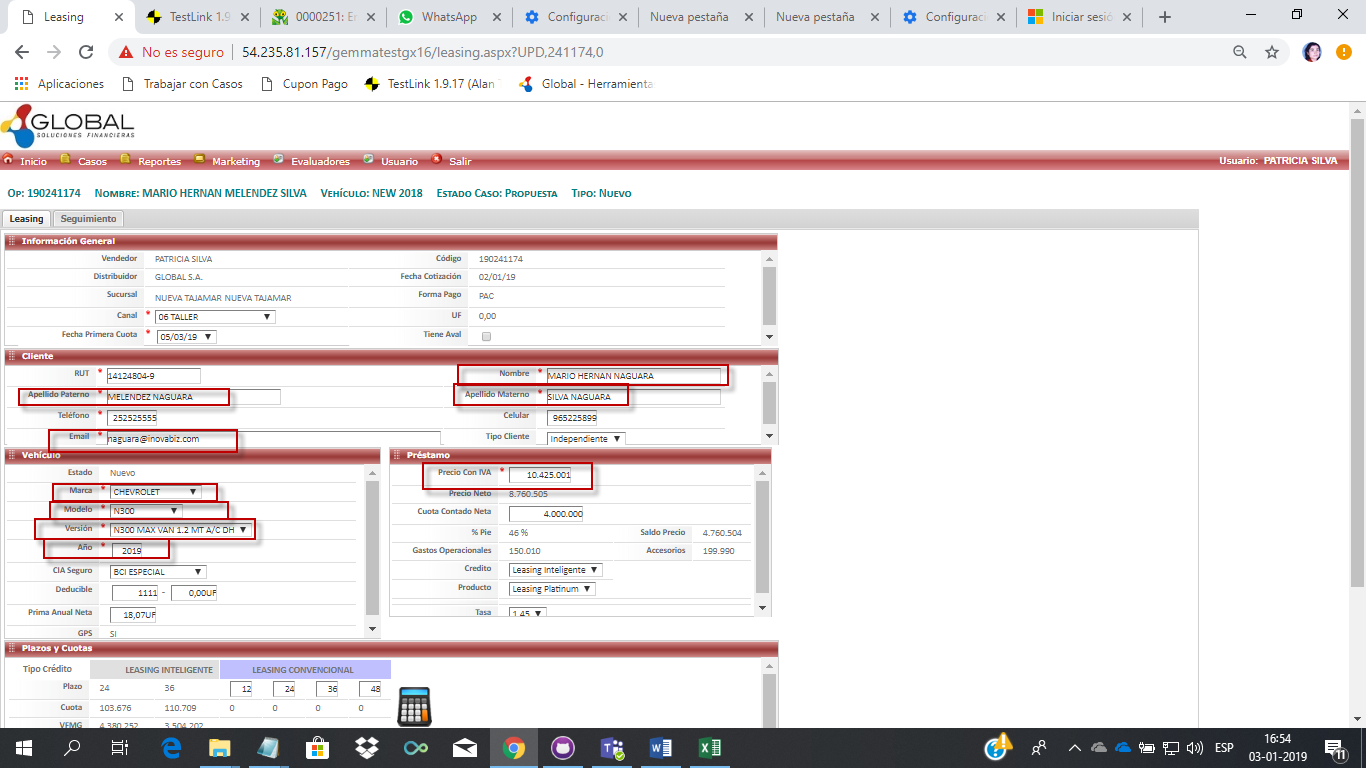 Leasing
TestLink 1.9
0000251: Er
WhatsApp
Configuraci
Nueva pestaña
Nueva pestaña
Configuraci
Iniciar sesió
No es seguro | 54.235.81.157/gemmatestgx16/leasing.aspx?UPD,241174,0
Aplicaciones Trabajar con Casos Cupon Pago TestLink 1.9.17 (Alan Global - Herramienta
GLOBAL
SOLUCIONES FINANCIERAS
Inicio Casos Reportes Marketing Evaluadores Usuario Salir Usuario: PATRICIA SILVA
Op: 190241174 Nombre: MARIO HERNAN MELENDEZ SILVA Vehículo: NEW 2018 Estado Caso: Propuesta Tipo: Nuevo
Leasing Seguimiento
Información General
Vendedor PATRICIA SILVA Código 190241174
Distribuidor GLOBAL S.A. Fecha Cotización 02/01/19
Sucursal NUEVA TAJAMAR NUEVA TAJAMAR Forma Pago PAC
Canal * 06 TALLER UF 0,00
Fecha Primera Cuota * 05/03/19 Tiene Aval
Cliente
RUT * 14124804-9 Nombre * MARIO HERNAN NAGUARA
Apellido Paterno * MELENDEZ NAGUARA Apellido Materno * SILVA NAGUARA
Teléfono * 252525555 Celular 965225899
Email * naguara@inovabiz.com Tipo Cliente Independiente
Vehículo
Estado Nuevo
Marca * CHEVROLET
Modelo * N300
Versión * N300 MAX VAN 1.2 MT A/C DH
Año * 2019
CIA Seguro BCI ESPECIAL
Deducible 1111 - 0,00UF
Prima Anual Neta 18,07UF
GPS SI
Préstamo
Precio Con IVA * 10.425.001
Precio Neto 8.760.505
Cuota Contado Neta 4.000.000
% Pie 46 % Saldo Precio 4.760.504
Gastos Operacionales 150.010 Accesorios 199.990
Credito Leasing Inteligente
Producto Leasing Platinum
Tasa 1,45
Plazos y Cuotas
Tipo Crédito LEASING INTELIGENTE LEASING CONVENCIONAL
Plazo 24 36 12 24 36 48
Cuota 103.676 110.709 0 0 0 0
VFMG 4.380.252 3.504.202
ESP 16:54
03-01-2019
11